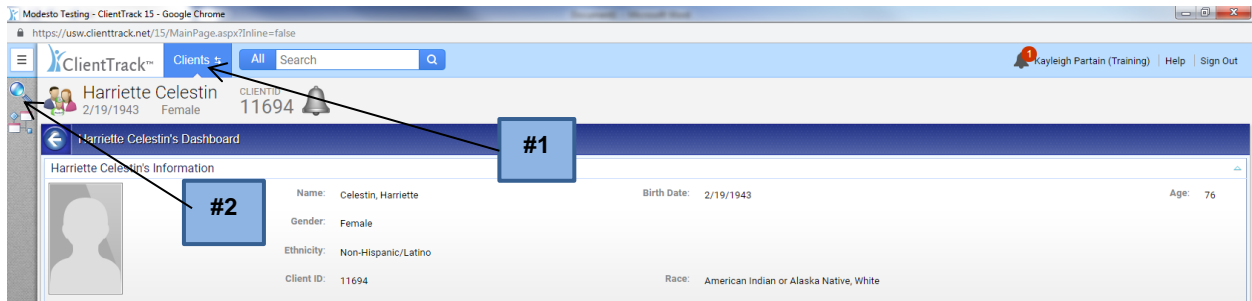 Modesto Testing - ClientTrack 15 - Google Chrome
https://usw.clienttrack.net/15/MainPage.aspx?Inline=false
ClientTrack™ Clients All Search 1 Kayleigh Partain (Training) Help Sign Out
Harriette Celestin CLIENTID
2/19/1943 Female 11694
Harriette Celestin's Dashboard
#1
Harriette Celestin's Information
#2
Name: Celestin, Harriette Birth Date: 2/19/1943 Age: 76
Gender: Female
Ethnicity: Non-Hispanic/Latino
Client ID: 11694 Race: American Indian or Alaska Native, White